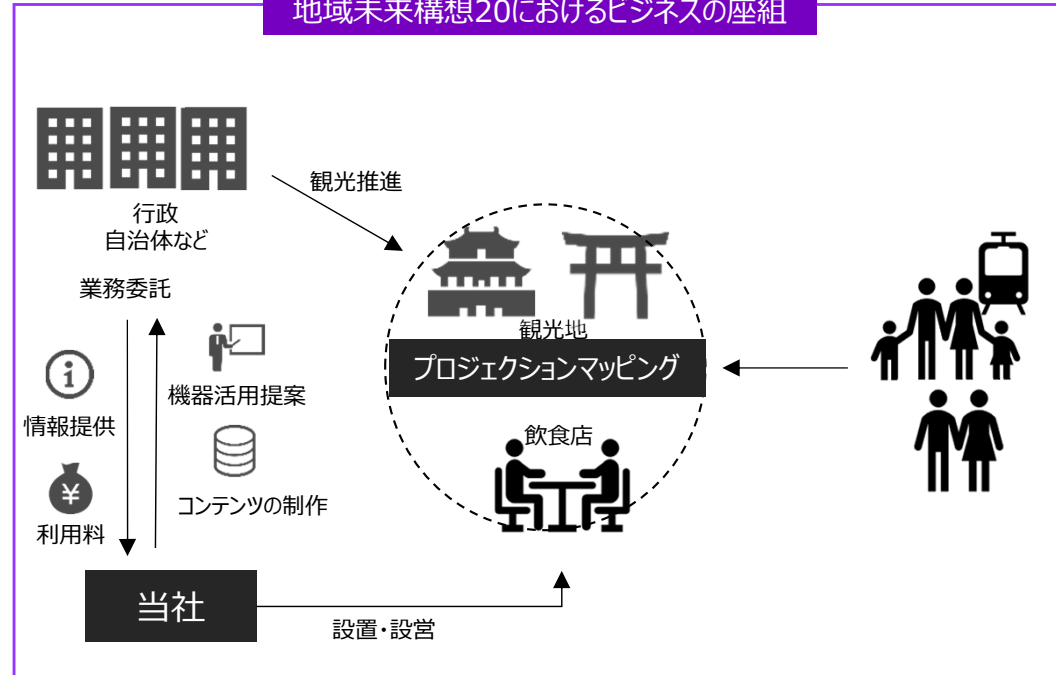 地域未来構想20におけるビジネスの座組
観光推進
行政
自治体など
業務委託
観光地
プロジェクションマッピング
機器活用提案
情報提供
飲食店
コンテンツの制作
¥
利用料
当社
設置・設営